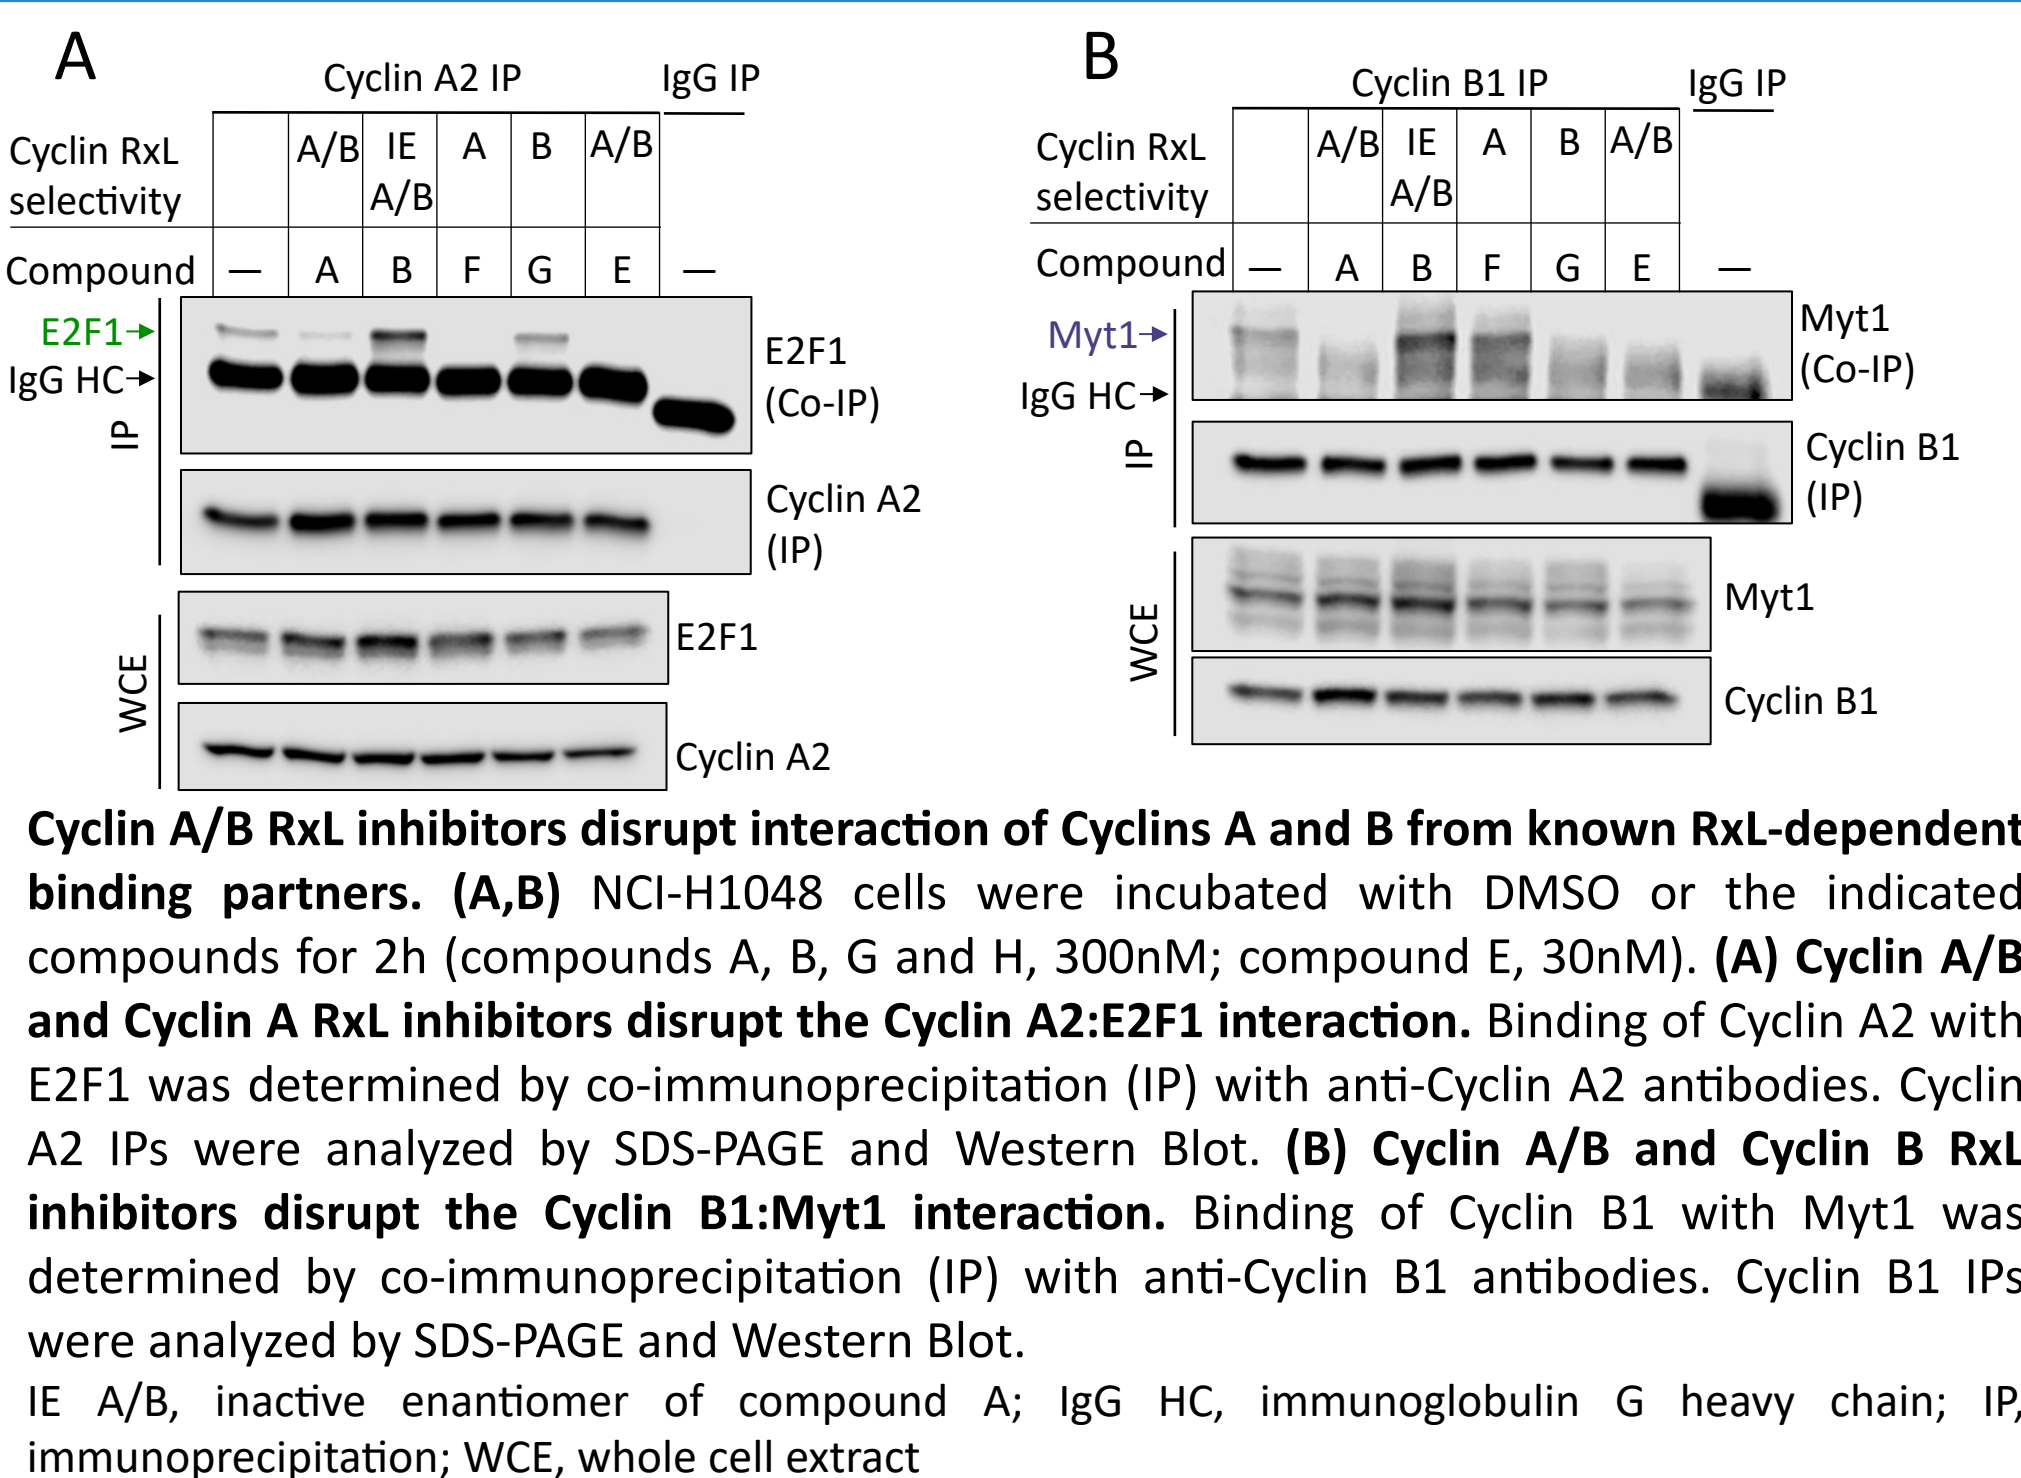 A
Cyclin A2 IP IgG IP
Cyclin RxL selectivity A/B IE A/B A B A/B
Compound — A B F G E —
E2F1
IgG HC
IP
E2F1 (Co-IP)
Cyclin A2 (IP)
WCE
E2F1
Cyclin A2
B
Cyclin B1 IP IgG IP
Cyclin RxL selectivity A/B IE A/B A B A/B
Compound — A B F G E —
Myt1
IgG HC
IP
Myt1 (Co-IP)
Cyclin B1 (IP)
WCE
Myt1
Cyclin B1
Cyclin A/B RxL inhibitors disrupt interaction of Cyclins A and B from known RxL-dependent
binding partners. (A,B) NCI-H1048 cells were incubated with DMSO or the indicated
compounds for 2h (compounds A, B, G and H, 300nM; compound E, 30nM). (A) Cyclin A/B
and Cyclin A RxL inhibitors disrupt the Cyclin A2:E2F1 interaction. Binding of Cyclin A2 with
E2F1 was determined by co-immunoprecipitation (IP) with anti-Cyclin A2 antibodies. Cyclin
A2 IPs were analyzed by SDS-PAGE and Western Blot. (B) Cyclin A/B and Cyclin B RxL
inhibitors disrupt the Cyclin B1:Myt1 interaction. Binding of Cyclin B1 with Myt1 was
determined by co-immunoprecipitation (IP) with anti-Cyclin B1 antibodies. Cyclin B1 IPs
were analyzed by SDS-PAGE and Western Blot.
IE A/B, inactive enantiomer of compound A; IgG HC, immunoglobulin G heavy chain; IP,
immunoprecipitation; WCE, whole cell extract